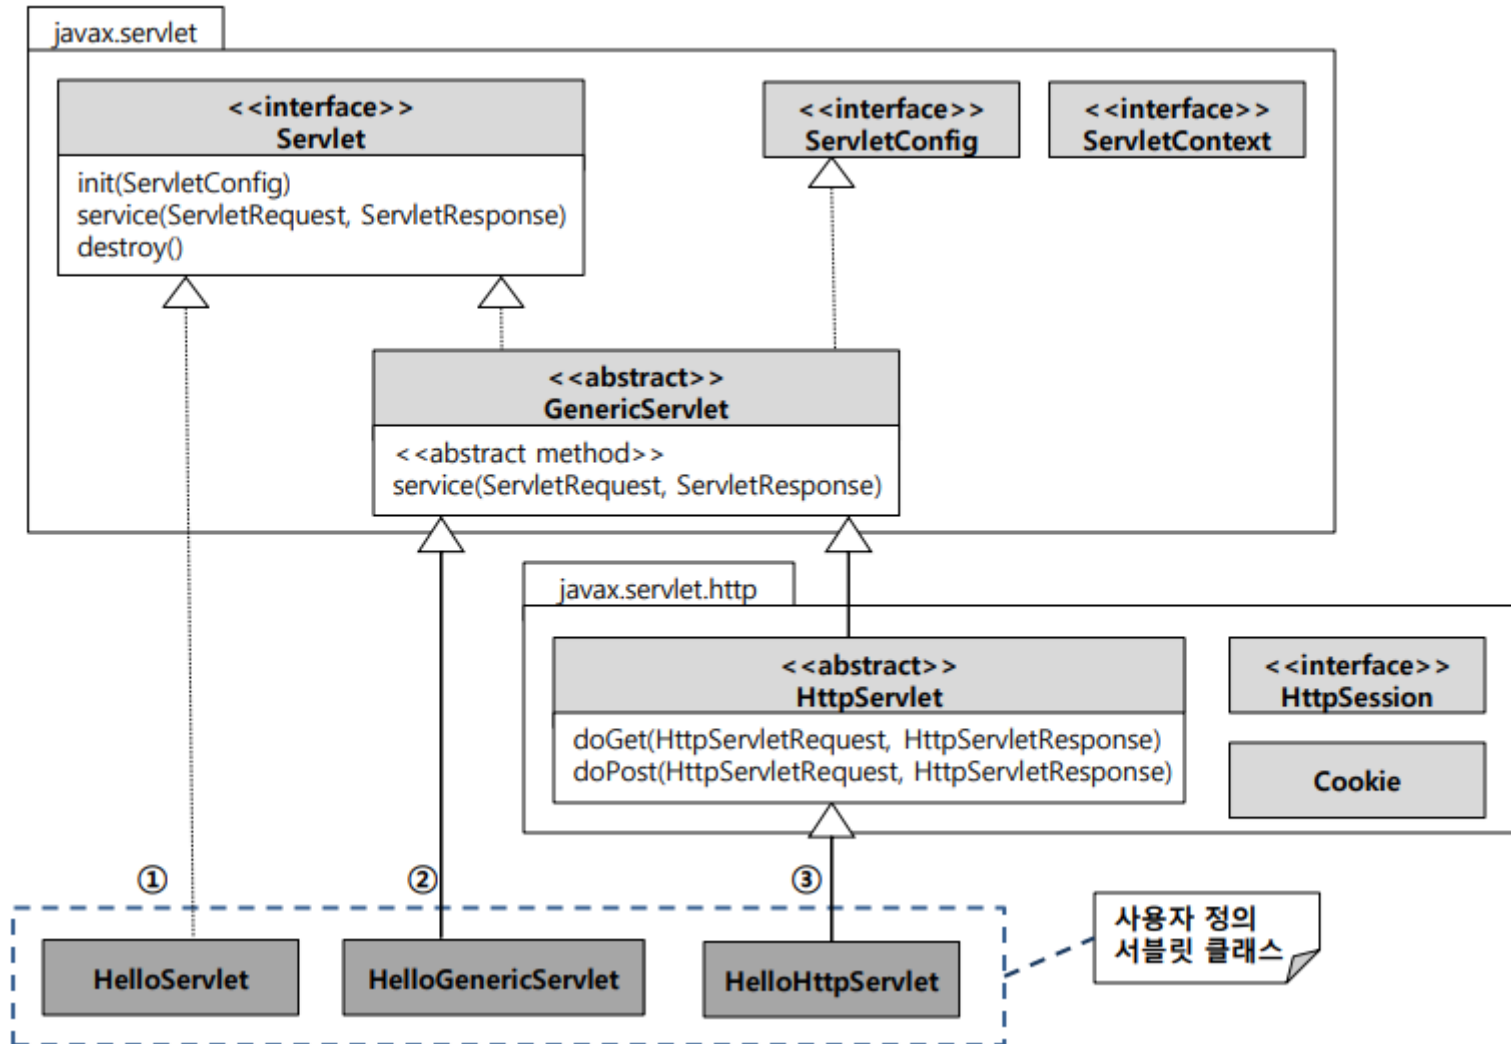 javax.servlet
<<interface>>
Servlet
init(ServletConfig)
service(ServletRequest, ServletResponse)
destroy()
<<interface>>
ServletConfig
<<interface>>
ServletContext
<<abstract>>
GenericServlet
<<abstract method>>
service(ServletRequest, ServletResponse)
javax.servlet.http
<<abstract>>
HttpServlet
doGet(HttpServletRequest, HttpServletResponse)
doPost(HttpServletRequest, HttpServletResponse)
<<interface>>
HttpSession
Cookie
①
②
③
HelloServlet
HelloGenericServlet
HelloHttpServlet
사용자 정의
서블릿 클래스